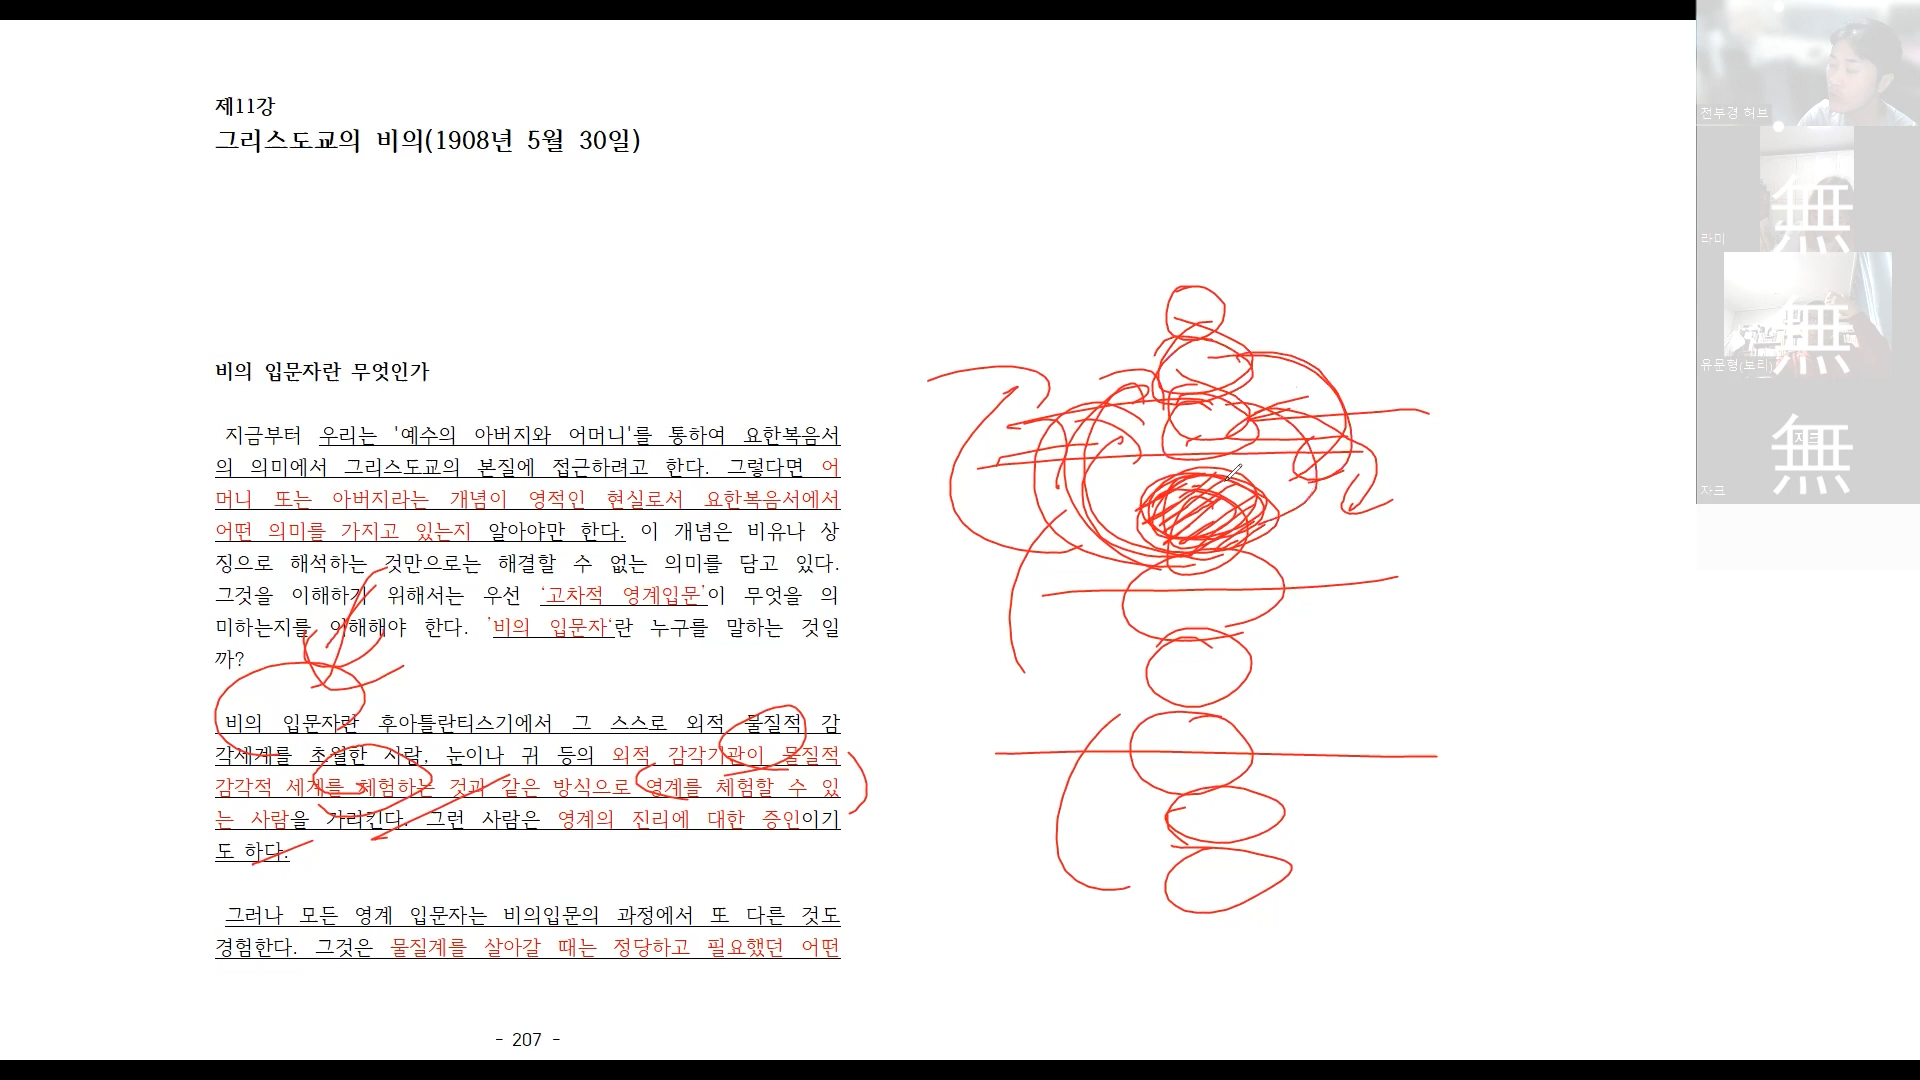 제11강
그리스도교의 비의(1908년 5월 30일)
비의 입문자란 무엇인가
지금부터 우리는 '예수의 아버지와 어머니'를 통하여 요한복음서
의 의미에서 그리스도교의 본질에 접근하려고 한다. 그렇다면 어
머니 또는 아버지라는 개념이 영적인 현실로서 요한복음서에서
어떤 의미를 가지고 있는지 알아야만 한다. 이 개념은 비유나 상
징으로 해석하는 것만으로는 해결할 수 없는 의미를 담고 있다.
그것을 이해하기 위해서는 우선 ‘고차적 영계입문’이 무엇을 의
미하는지를 이해해야 한다. ’비의 입문자‘란 누구를 말하는 것일
까?
비의 입문자란 후아틀란티스기에서 그 스스로 외적 물질적 감
각세계를 초월한 사람, 눈이나 귀 등의 외적 감각기관이 물질적
감각적 세계를 체험하는 것과 같은 방식으로 영계를 체험할 수 있
는 사람을 가리킨다. 그런 사람은 영계의 진리에 대한 증인이기
도 하다.
그러나 모든 영계 입문자는 비의입문의 과정에서 또 다른 것도
경험한다. 그것은 물질계를 살아갈 때는 정당하고 필요했던 어떤
- 207 -
천부경 허브
無
라미
無
유문형(보리)
無
자크